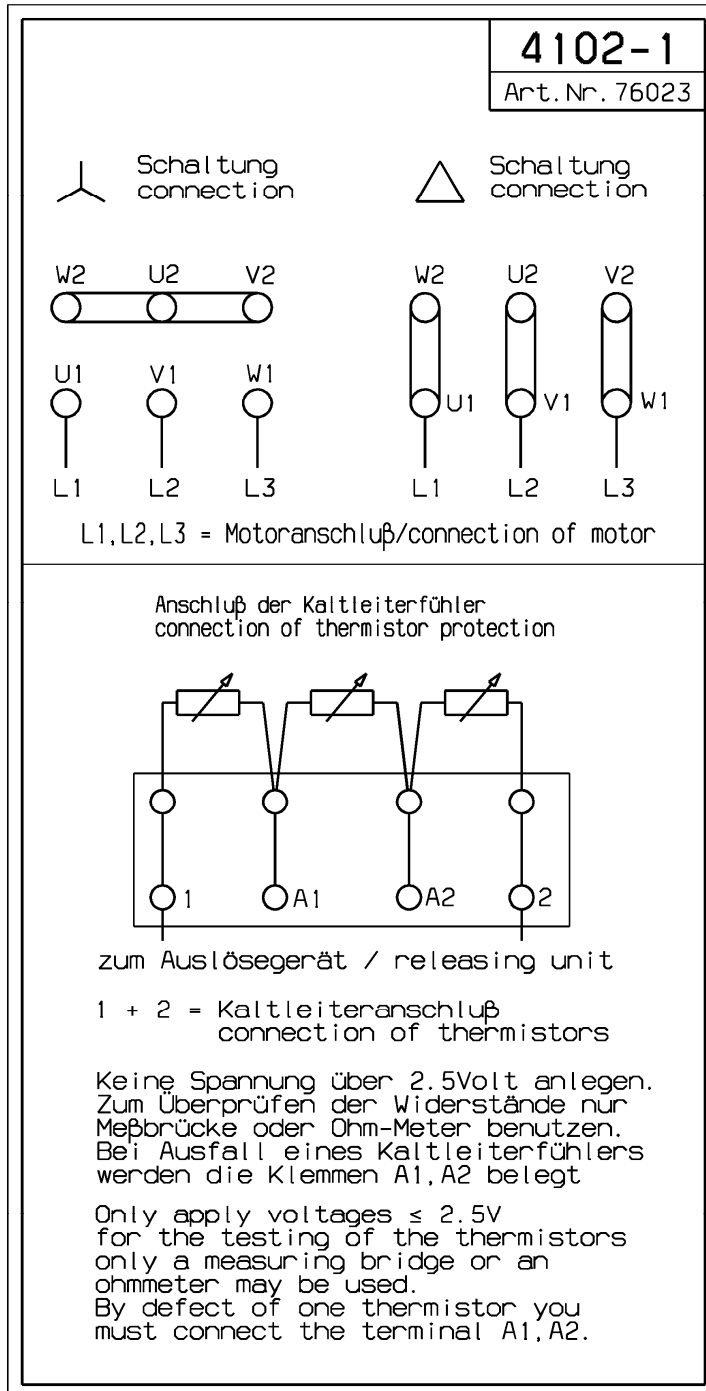 4102-1
Art.Nr. 76023
Schaltung
connection
Schaltung
connection
W2 U2 V2
U1 V1 W1
L1 L2 L3
W2 U2 V2
U1 V1 W1
L1 L2 L3
L1,L2,L3 = Motoranschluß/connection of motor
Anschluß der Kaltleiterfühler
connection of thermistor protection
1 A1 A2 2
zum Auslösegerät / releasing unit
1 + 2 = Kaltleiteranschluß
connection of thermistors
Keine Spannung über 2.5Volt anlegen.
Zum Überprüfen der Widerstände nur
Meßbrücke oder Ohm-Meter benutzen.
Bei Ausfall eines Kaltleiterfühlers
werden die Klemmen A1,A2 belegt
Only apply voltages ≤ 2.5V
for the testing of the thermistors
only a measuring bridge or an
ohmmeter may be used.
By defect of one thermistor you
must connect the terminal A1,A2.